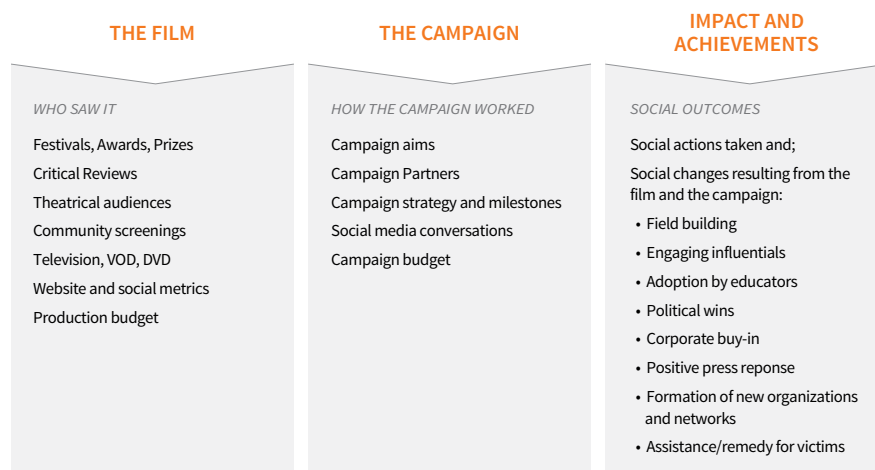 THE FILM
WHO SAW IT
Festivals, Awards, Prizes
Critical Reviews
Theatrical audiences
Community screenings
Television, VOD, DVD
Website and social metrics
Production budget
THE CAMPAIGN
HOW THE CAMPAIGN WORKED
Campaign aims
Campaign Partners
Campaign strategy and milestones
Social media conversations
Campaign budget
IMPACT AND
ACHIEVEMENTS
SOCIAL OUTCOMES
Social actions taken and;
Social changes resulting from the
film and the campaign:
• Field building
• Engaging influentials
• Adoption by educators
• Political wins
• Corporate buy-in
• Positive press reponse
• Formation of new organizations
and networks
• Assistance/remedy for victims